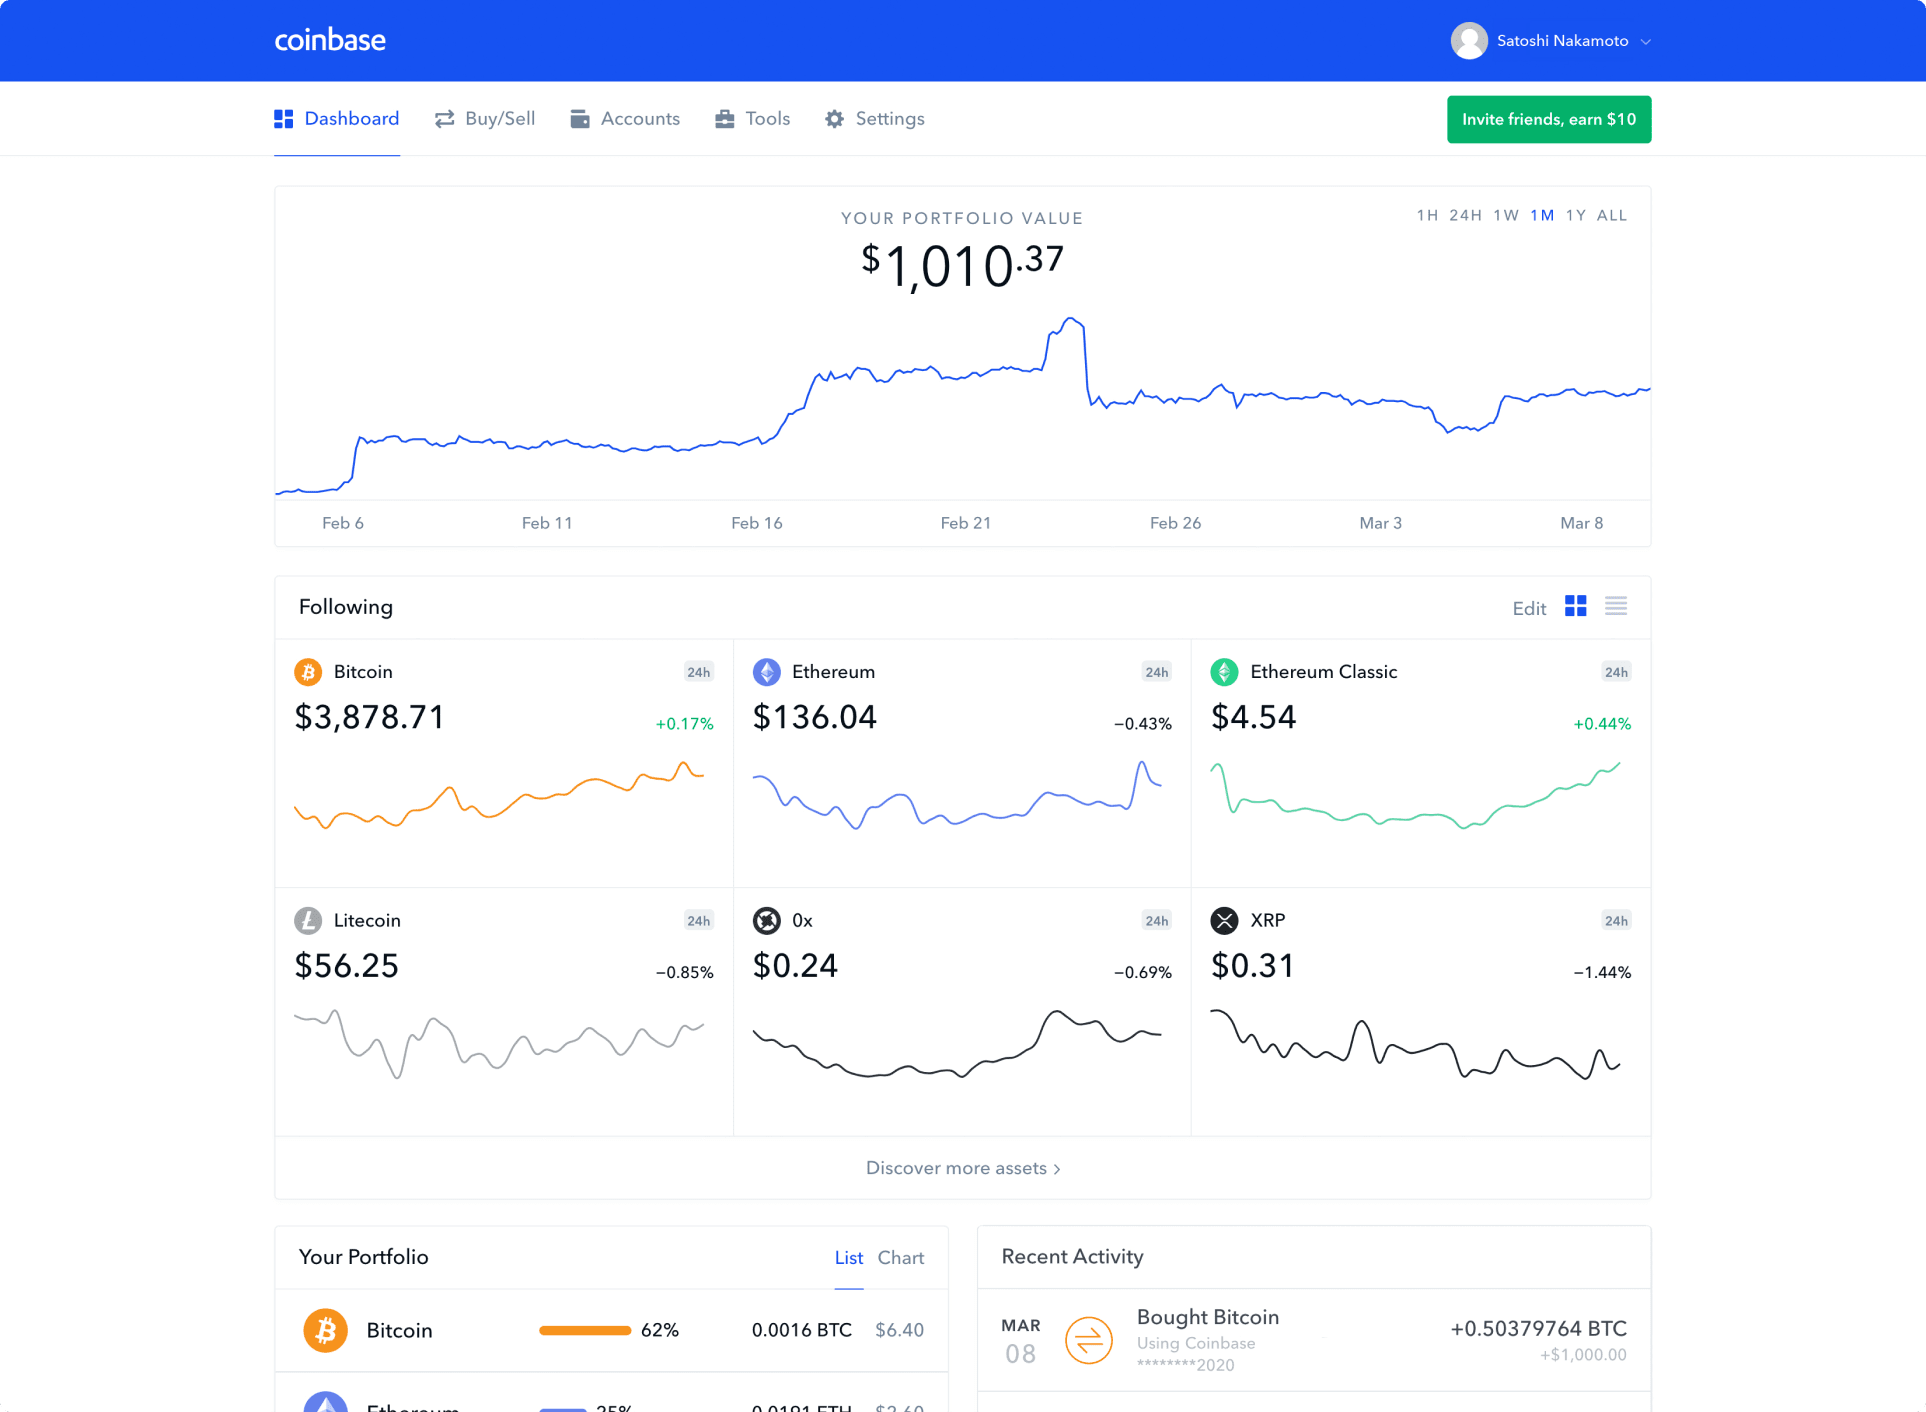 coinbase
Satoshi Nakamoto
Dashboard Buy/Sell Accounts Tools Settings
Invite friends, earn $10
YOUR PORTFOLIO VALUE
1H 24H 1W 1M 1Y ALL
$1,010.37
Feb 6 Feb 11 Feb 16 Feb 21 Feb 26 Mar 3 Mar 8
Following
Edit
Bitcoin 24h
$3,878.71 +0.17%
Ethereum 24h
$136.04 −0.43%
Ethereum Classic 24h
$4.54 +0.44%
Litecoin 24h
$56.25 −0.85%
0x 24h
$0.24 −0.69%
XRP 24h
$0.31 −1.44%
Discover more assets >
Your Portfolio List Chart
Bitcoin 62% 0.0016 BTC $6.40
Ethereum 25% 0.0191 ETH $2.60
Recent Activity
MAR
08
Bought Bitcoin
Using Coinbase
********2020
+0.50379764 BTC
+$1,000.00